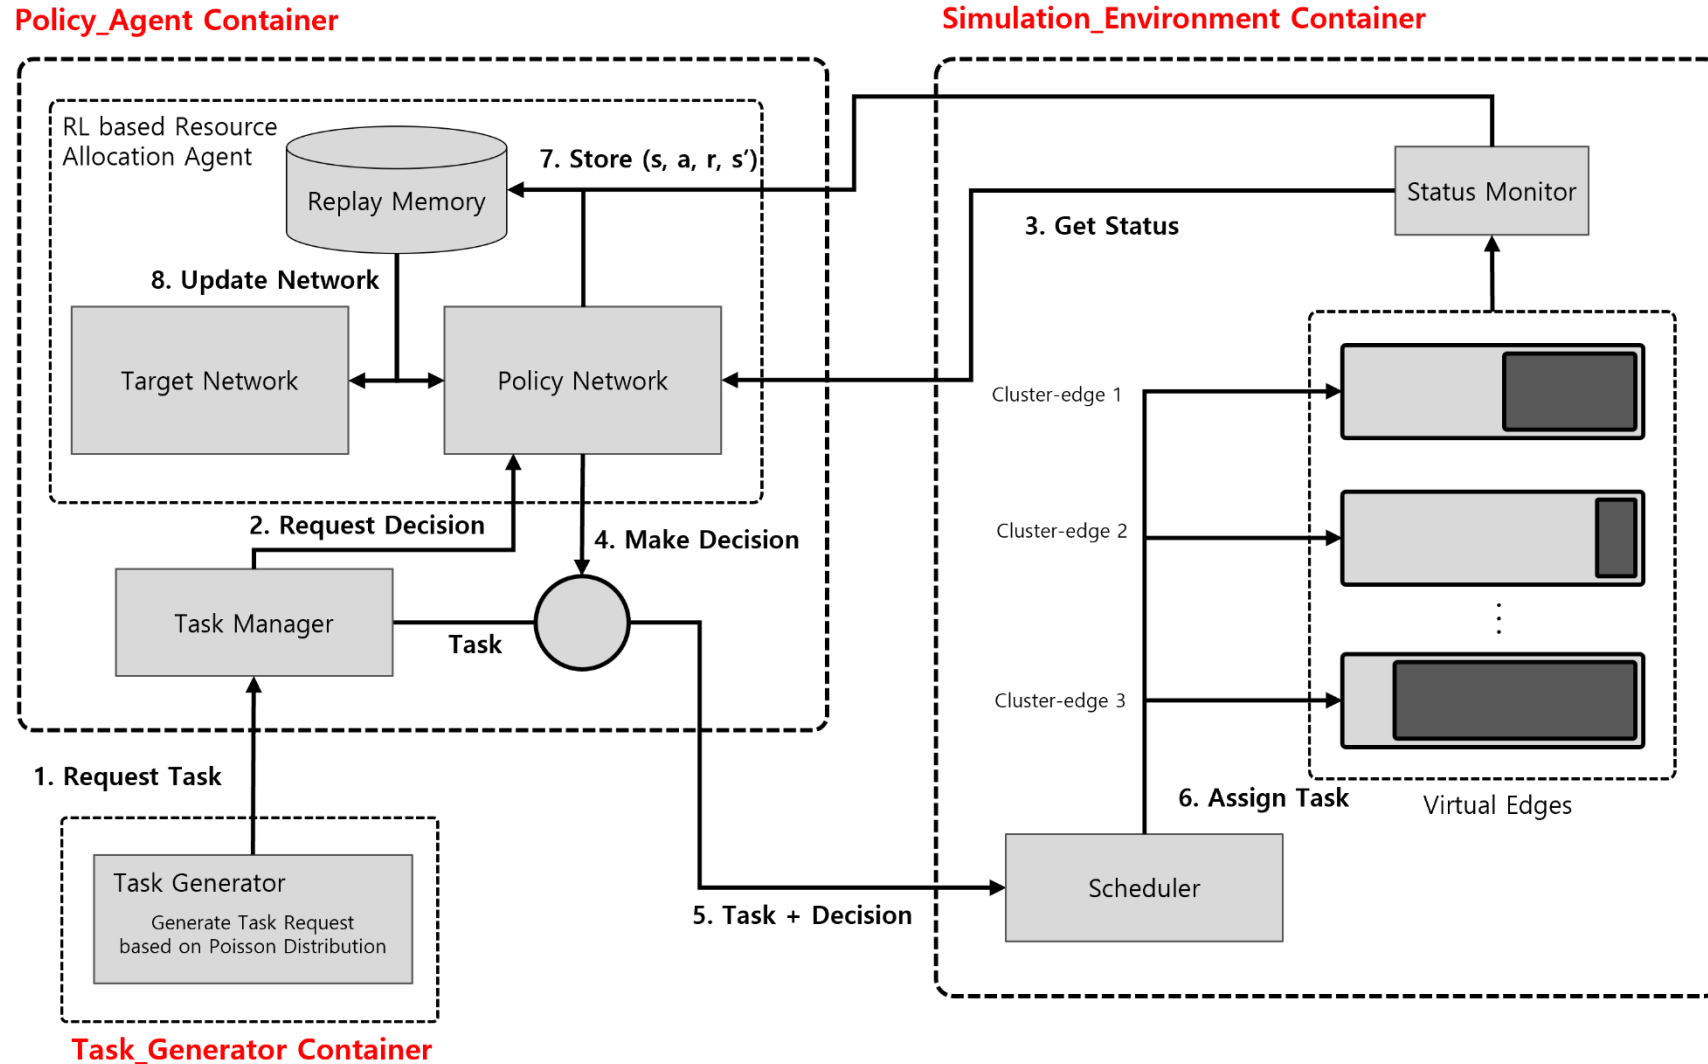 Policy_Agent Container
Simulation_Environment Container
RL based Resource
Allocation Agent
Replay Memory
7. Store (s, a, r, s’)
Status Monitor
3. Get Status
8. Update Network
Target Network
Policy Network
Cluster-edge 1
2. Request Decision
4. Make Decision
Cluster-edge 2
Task Manager
Task
Cluster-edge 3
1. Request Task
6. Assign Task
Virtual Edges
Task Generator
Generate Task Request
based on Poisson Distribution
5. Task + Decision
Scheduler
Task_Generator Container